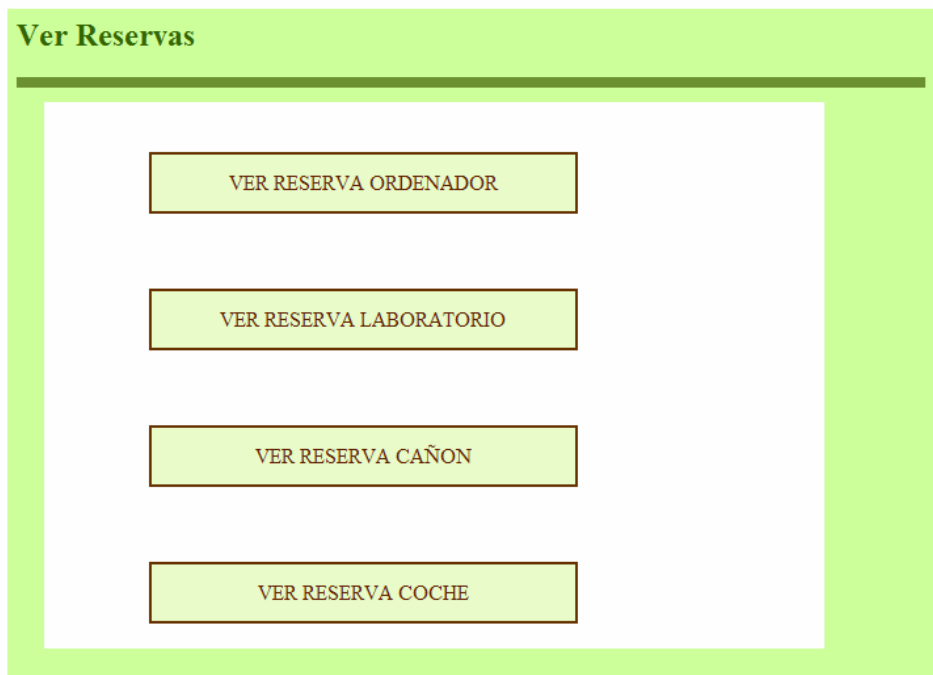 Ver Reservas
VER RESERVA ORDENADOR
VER RESERVA LABORATORIO
VER RESERVA CAÑON
VER RESERVA COCHE